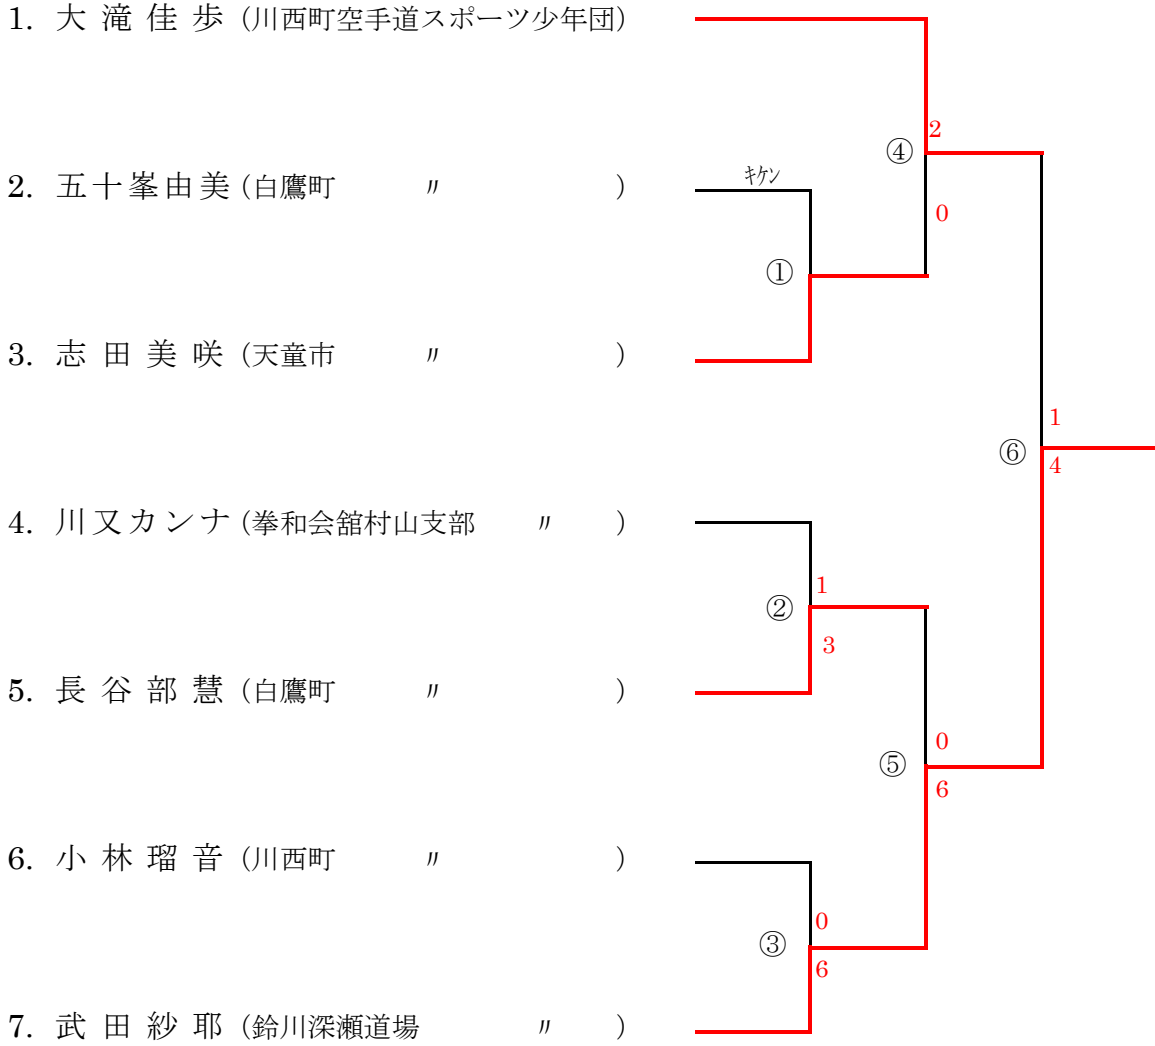 1. 大滝佳歩 (川西町空手道スポーツ少年団)
2
④
キケン
2. 五十峯由美 (白鷹町 〃 )
0
①
3. 志田美咲 (天童市 〃 )
1
⑥
4
4. 川又カンナ (拳和会舘村山支部 〃 )
1
②
3
5. 長谷部慧 (白鷹町 〃 )
0
⑤
6
6. 小林瑠音 (川西町 〃 )
0
③
6
7. 武田紗耶 (鈴川深瀬道場 〃 )